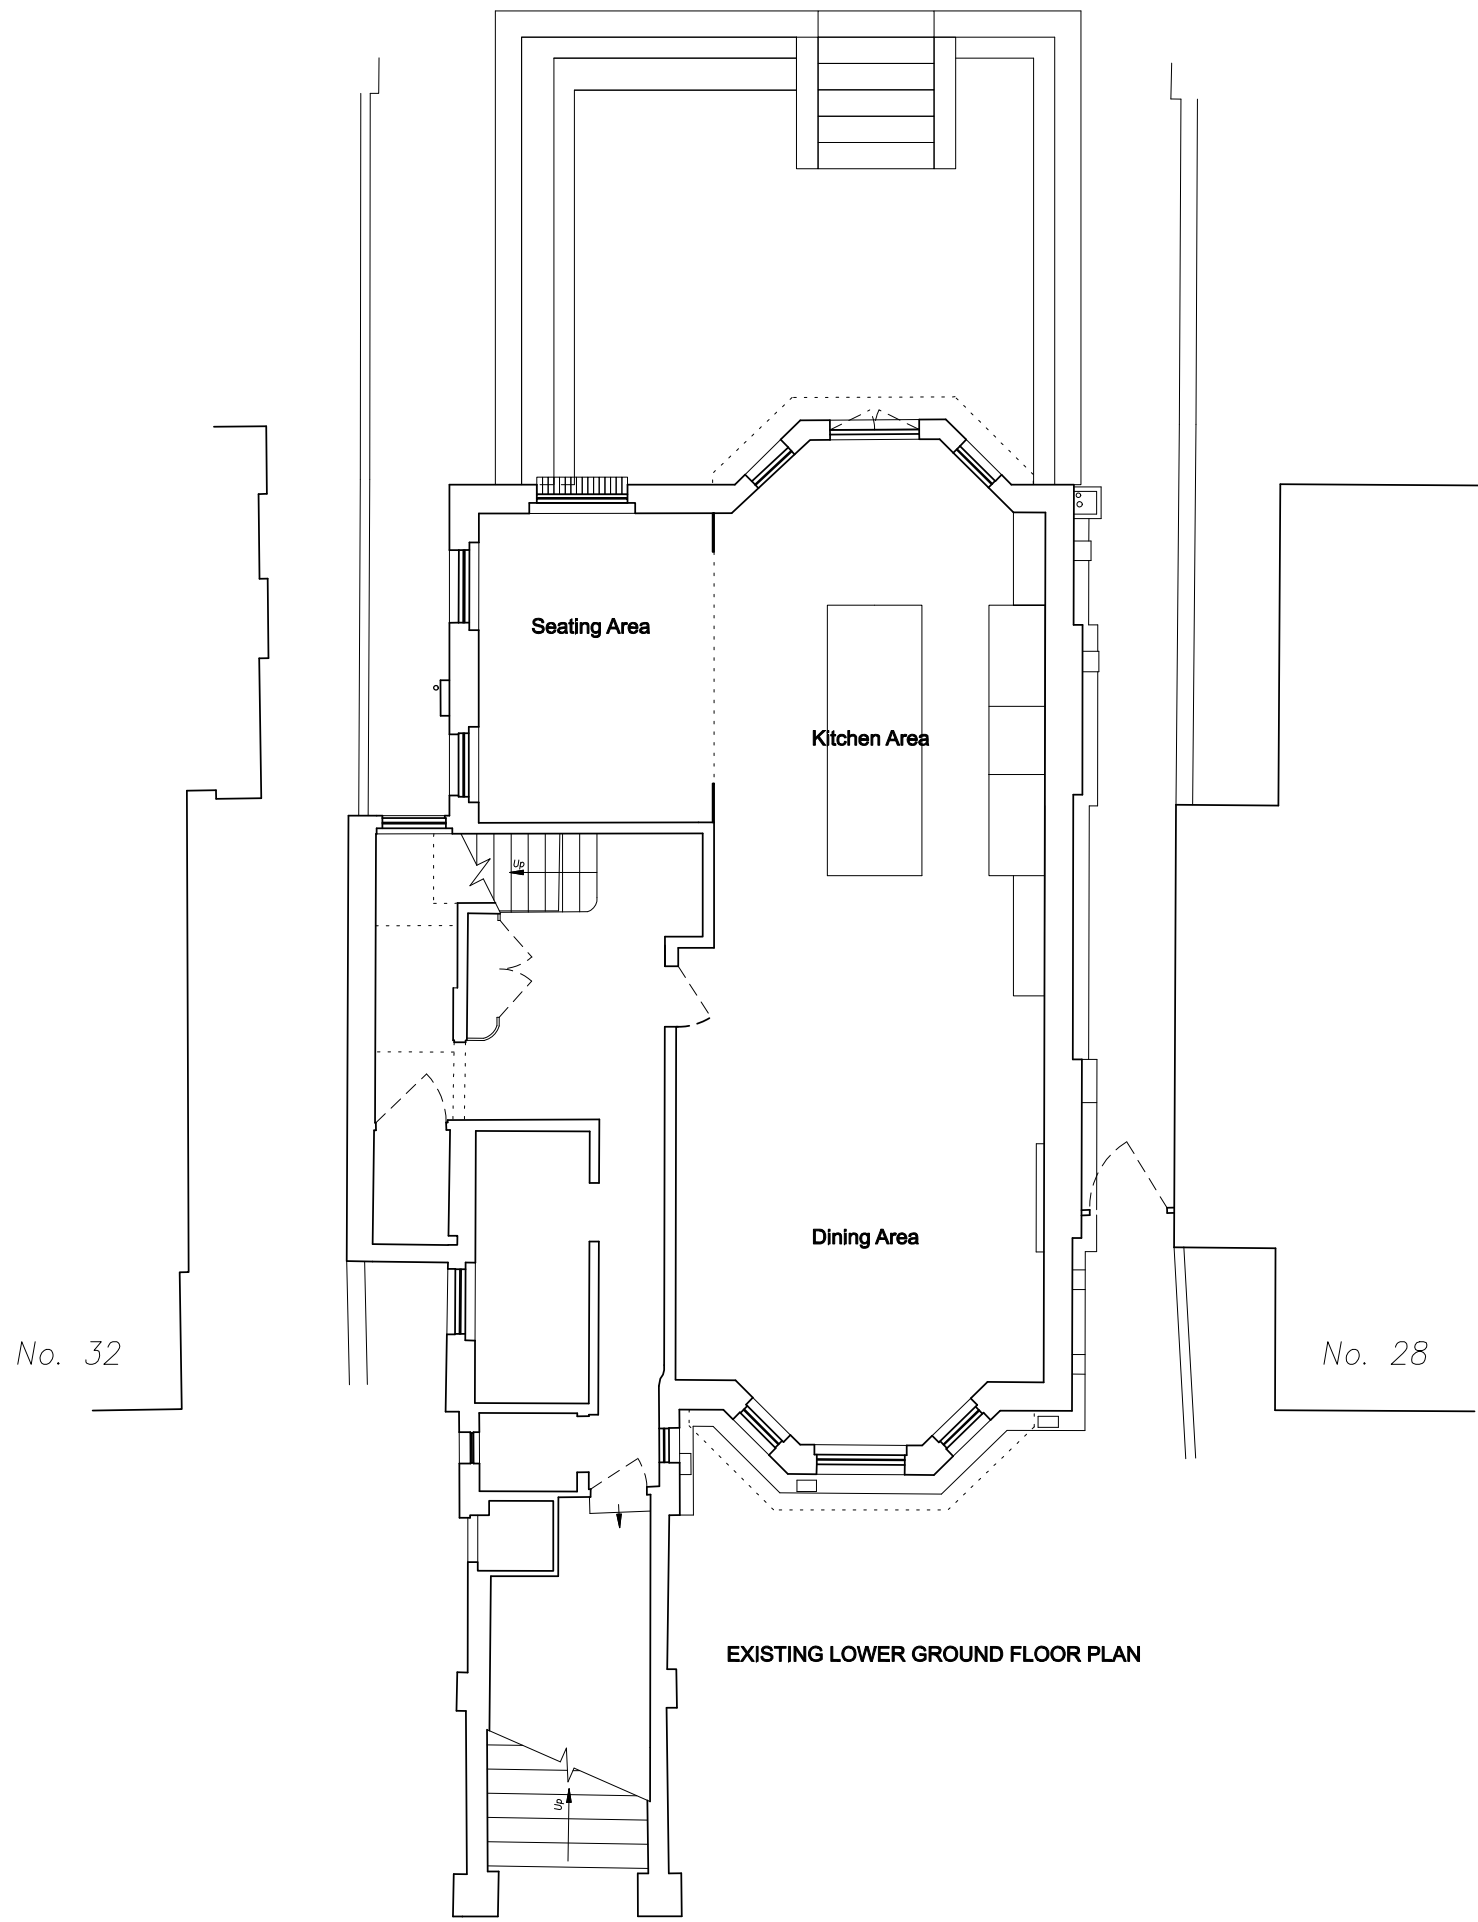 Seating Area
Kitchen Area
Up
Dining Area
No. 32
No. 28
EXISTING LOWER GROUND FLOOR PLAN
Up